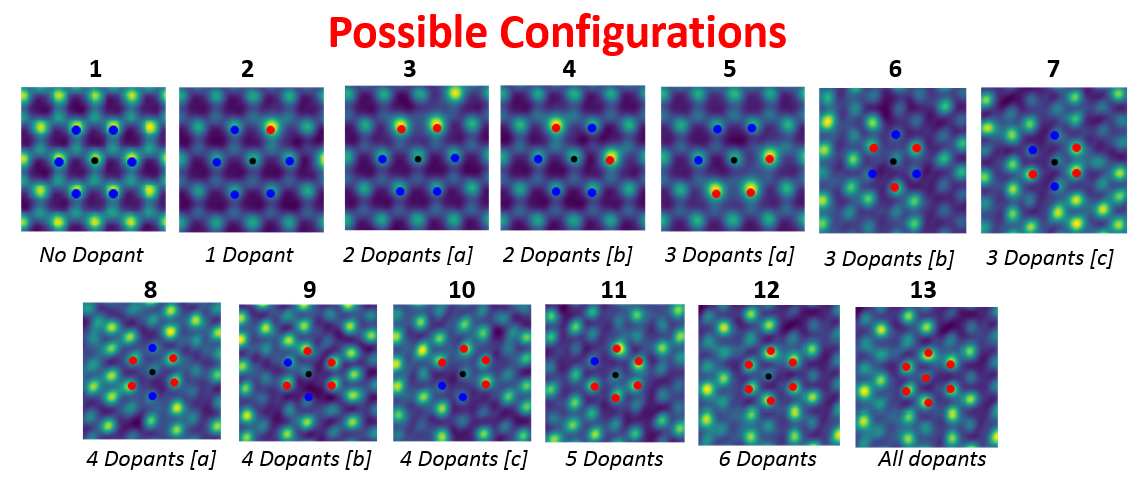 Possible Configurations
1 2 3 4 5 6 7
No Dopant 1 Dopant 2 Dopants [a] 2 Dopants [b] 3 Dopants [a] 3 Dopants [b] 3 Dopants [c]
8 9 10 11 12 13
4 Dopants [a] 4 Dopants [b] 4 Dopants [c] 5 Dopants 6 Dopants All dopants